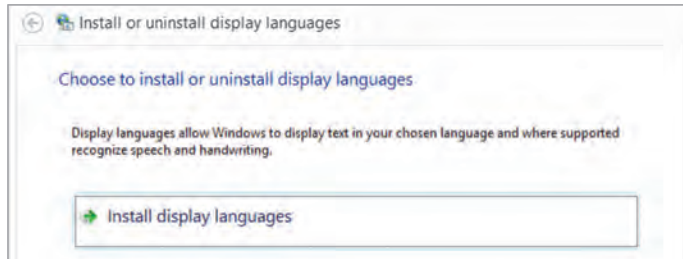 Install or uninstall display languages
Choose to install or uninstall display languages
Display languages allow Windows to display text in your chosen language and where supported
recognize speech and handwriting.
Install display languages